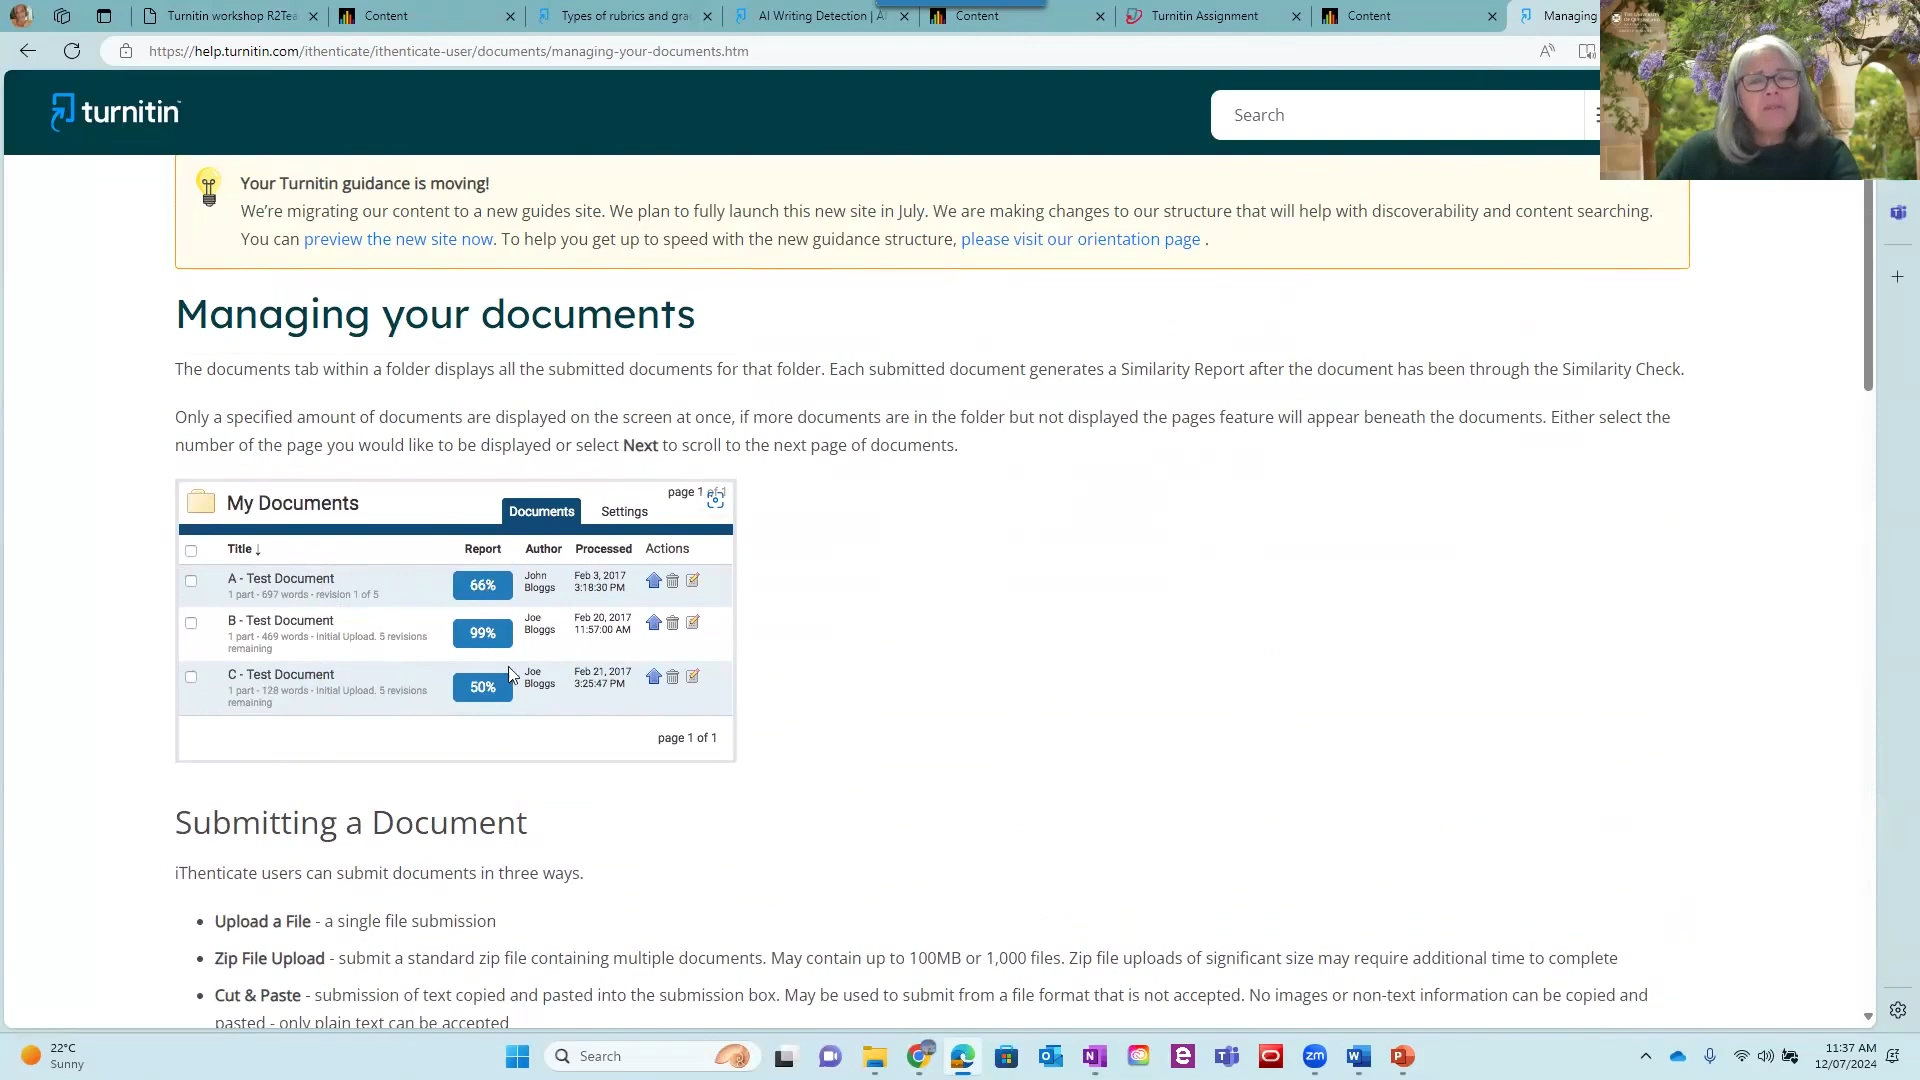 Turnitin workshop R2Tea
Content
Types of rubrics and gra
AI Writing Detection | A
Content
Turnitin Assignment
Content
Managing
https://help.turnitin.com/ithenticate/ithenticate-user/documents/managing-your-documents.htm
turnitin
Search
Your Turnitin guidance is moving!
We're migrating our content to a new guides site. We plan to fully launch this new site in July. We are making changes to our structure that will help with discoverability and content searching.
You can preview the new site now. To help you get up to speed with the new guidance structure, please visit our orientation page .
Managing your documents
The documents tab within a folder displays all the submitted documents for that folder. Each submitted document generates a Similarity Report after the document has been through the Similarity Check.
Only a specified amount of documents are displayed on the screen at once, if more documents are in the folder but not displayed the pages feature will appear beneath the documents. Either select the
number of the page you would like to be displayed or select Next to scroll to the next page of documents.
page 1 of 1
My Documents
Documents Settings
Title ↓ Report Author Processed Actions
A - Test Document 66% John Feb 3, 2017
1 part - 697 words - revision 1 of 5 Bloggs 3:18:30 PM
B - Test Document 99% Joe Feb 20, 2017
1 part - 469 words - initial Upload. 5 revisions Bloggs 11:57:00 AM
remaining
C - Test Document 50% Joe Feb 21, 2017
1 part - 128 words - initial Upload. 5 revisions Bloggs 3:25:47 PM
remaining
page 1 of 1
Submitting a Document
iThenticate users can submit documents in three ways.
• Upload a File - a single file submission
• Zip File Upload - submit a standard zip file containing multiple documents. May contain up to 100MB or 1,000 files. Zip file uploads of significant size may require additional time to complete
• Cut & Paste - submission of text copied and pasted into the submission box. May be used to submit from a file format that is not accepted. No images or non-text information can be copied and
pasted - only plain text can be accepted
22°C
Sunny
Search
zm
11:37 AM
12/07/2024